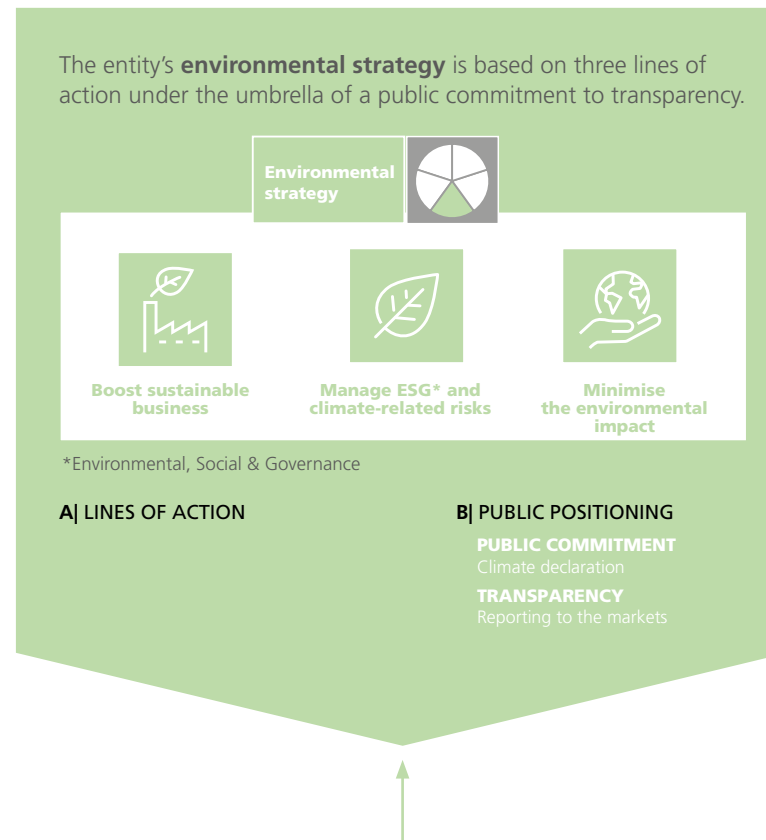 The entity’s environmental strategy is based on three lines of
action under the umbrella of a public commitment to transparency.
Environmental
strategy
Boost sustainable
business
Manage ESG* and
climate-related risks
Minimise
the environmental
impact
*Environmental, Social & Governance
A| LINES OF ACTION
B| PUBLIC POSITIONING
PUBLIC COMMITMENT
Climate declaration
TRANSPARENCY
Reporting to the markets